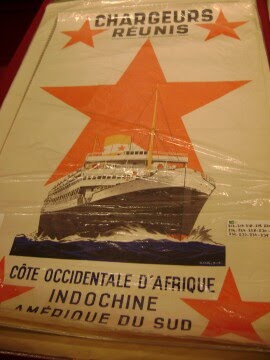 CHARGEURS
RÉUNIS
CÔTE OCCIDENTALE D'AFRIQUE
INDOCHINE
AMÉRIQUE DU SUD